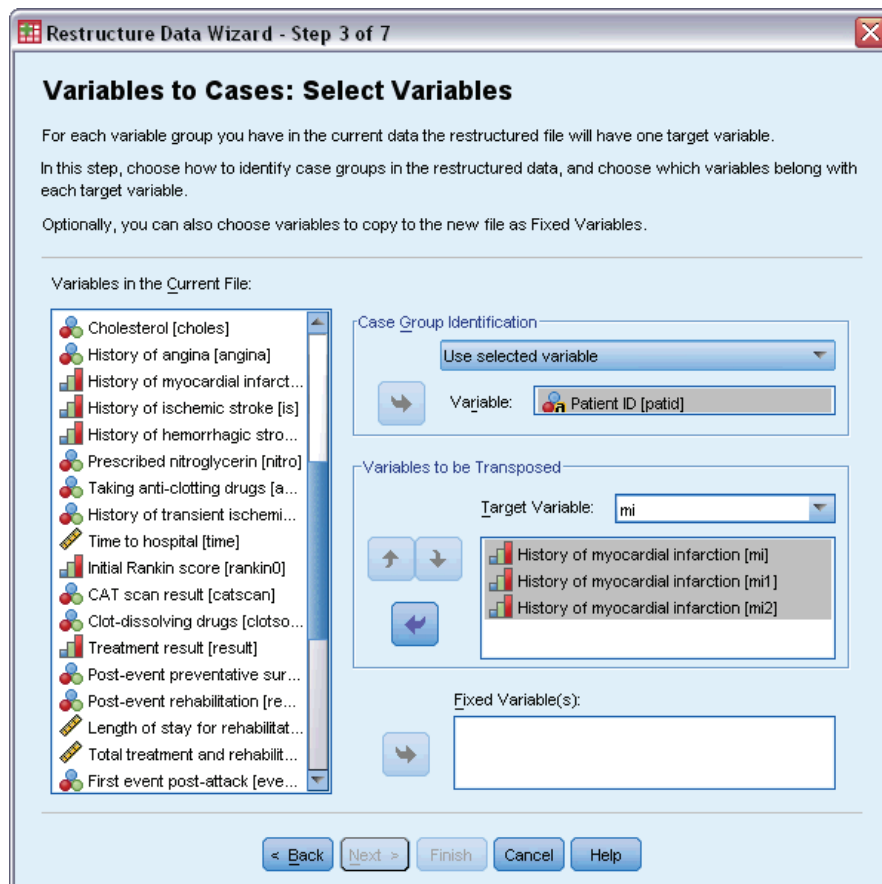 Restructure Data Wizard - Step 3 of 7
Variables to Cases: Select Variables
For each variable group you have in the current data the restructured file will have one target variable.
In this step, choose how to identify case groups in the restructured data, and choose which variables belong with
each target variable.
Optionally, you can also choose variables to copy to the new file as Fixed Variables.
Variables in the Current File:
Cholesterol [choles]
History of angina [angina]
History of myocardial infarct...
History of ischemic stroke [is]
History of hemorrhagic stro...
Prescribed nitroglycerin [nitro]
Taking anti-clotting drugs [a...
History of transient ischemi...
Time to hospital [time]
Initial Rankin score [rankin0]
CAT scan result [catscan]
Clot-dissolving drugs [clotso...
Treatment result [result]
Post-event preventative sur...
Post-event rehabilitation [re...
Length of stay for rehabilitat...
Total treatment and rehabilit...
First event post-attack [eve...
Case Group Identification
Use selected variable
Variable: Patient ID [patid]
Variables to be Transposed
Target Variable: mi
History of myocardial infarction [mi]
History of myocardial infarction [mi1]
History of myocardial infarction [mi2]
Fixed Variable(s):
< Back Next > Finish Cancel Help